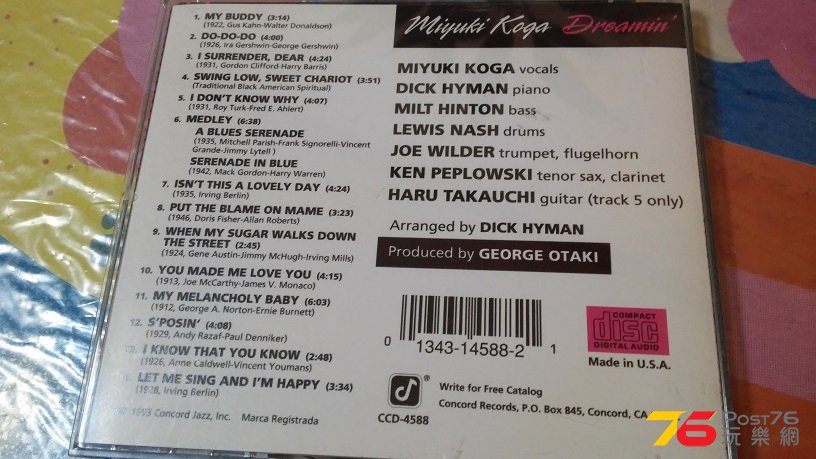 1. MY BUDDY (3:14)
(1922, Gus Kahn-Walter Donaldson)
2. DO-DO-DO (4:00)
(1926, Ira Gershwin-George Gershwin)
3. I SURRENDER, DEAR (4:24)
(1931, Gordon Clifford-Harry Barris)
4. SWING LOW, SWEET CHARIOT (3:51)
(Traditional Black American Spiritual)
5. I DON'T KNOW WHY (4:07)
(1931, Roy Turk-Fred E. Ahlert)
6. MEDLEY (6:38)
A BLUES SERENADE
(1935, Mitchell Parish-Frank Signorelli-Vincent
Grande-Jimmy Lytell)
SERENADE IN BLUE
(1942, Mack Gordon-Harry Warren)
7. ISN'T THIS A LOVELY DAY (4:24)
(1935, Irving Berlin)
8. PUT THE BLAME ON MAME (3:23)
(1946, Doris Fisher-Allan Roberts)
9. WHEN MY SUGAR WALKS DOWN
THE STREET (2:45)
(1924, Gene Austin-Jimmy McHugh-Irving Mills)
10. YOU MADE ME LOVE YOU (4:15)
(1913, Joe McCarthy-James V. Monaco)
11. MY MELANCHOLY BABY (6:03)
(1912, George A. Norton-Ernie Burnett)
12. S'POSIN' (4:08)
(1929, Andy Razaf-Paul Denniker)
I KNOW THAT YOU KNOW (2:48)
(1926, Anne Caldwell-Vincent Youmans)
LET ME SING AND I'M HAPPY (3:34)
(1928, Irving Berlin)
1993 Concord Jazz, Inc. Marca Registrada
Miyuki Koga Dreamin'
MIYUKI KOGA vocals
DICK HYMAN piano
MILT HINTON bass
LEWIS NASH drums
JOE WILDER trumpet, flugelhorn
KEN PEPLOWSKI tenor sax, clarinet
HARU TAKAUCHI guitar (track 5 only)
Arranged by DICK HYMAN
Produced by GEORGE OTAKI
0 1343-14588-2 1
COMPACT
disc
DIGITAL AUDIO
Made in U.S.A.
CCD-4588
Write for Free Catalog
Concord Records, P.O. Box 845, Concord, CA
76 POST76
玩樂網